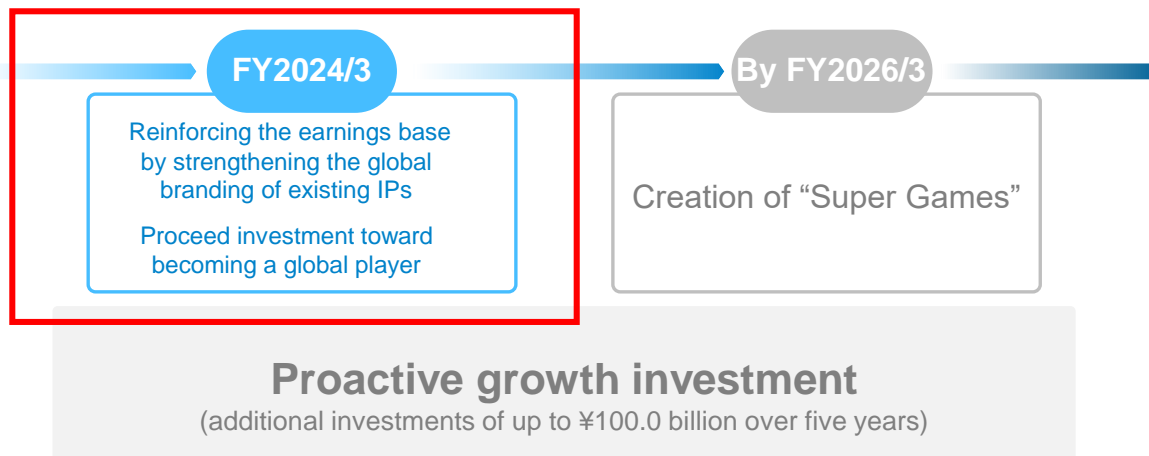 FY2024/3
By FY2026/3
Reinforcing the earnings base
by strengthening the global
branding of existing IPs
Proceed investment toward
becoming a global player
Creation of “Super Games”
Proactive growth investment
(additional investments of up to ¥100.0 billion over five years)